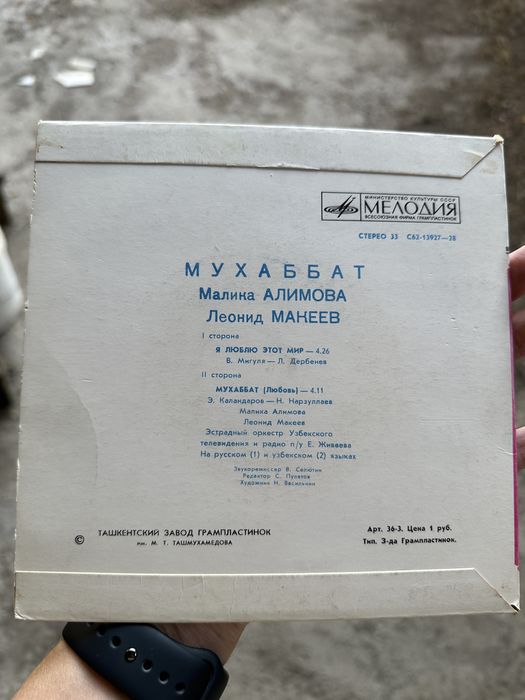 МИНИСТЕРСТВО КУЛЬТУРЫ СССР
МЕЛОДИЯ
ВСЕСОЮЗНАЯ ФИРМА ГРАМПЛАСТИНОК
СТЕРЕО 33 С62-13927—28
МУХАББАТ
Малика АЛИМОВА
Леонид МАКЕЕВ
I сторона
Я ЛЮБЛЮ ЭТОТ МИР — 4.26
В. Мигуля — Л. Дербенев
II сторона
МУХАББАТ (Любовь) — 4.11
Э. Каландаров — Н. Нарзуллаев
Малика Алимова
Леонид Макеев
Эстрадный оркестр Узбекского
телевидения и радио п/у Е. Живаева
На русском (1) и узбекском (2) языках
Звукорежиссер В. Селютин
Редактор С. Пулатов
Художник Н. Васильчин
© ТАШКЕНТСКИЙ ЗАВОД ГРАМПЛАСТИНОК
им. М. Т. ТАШМУХАМЕДОВА
Арт. 36-3. Цена 1 руб.
Тип. З-да Грампластинок.